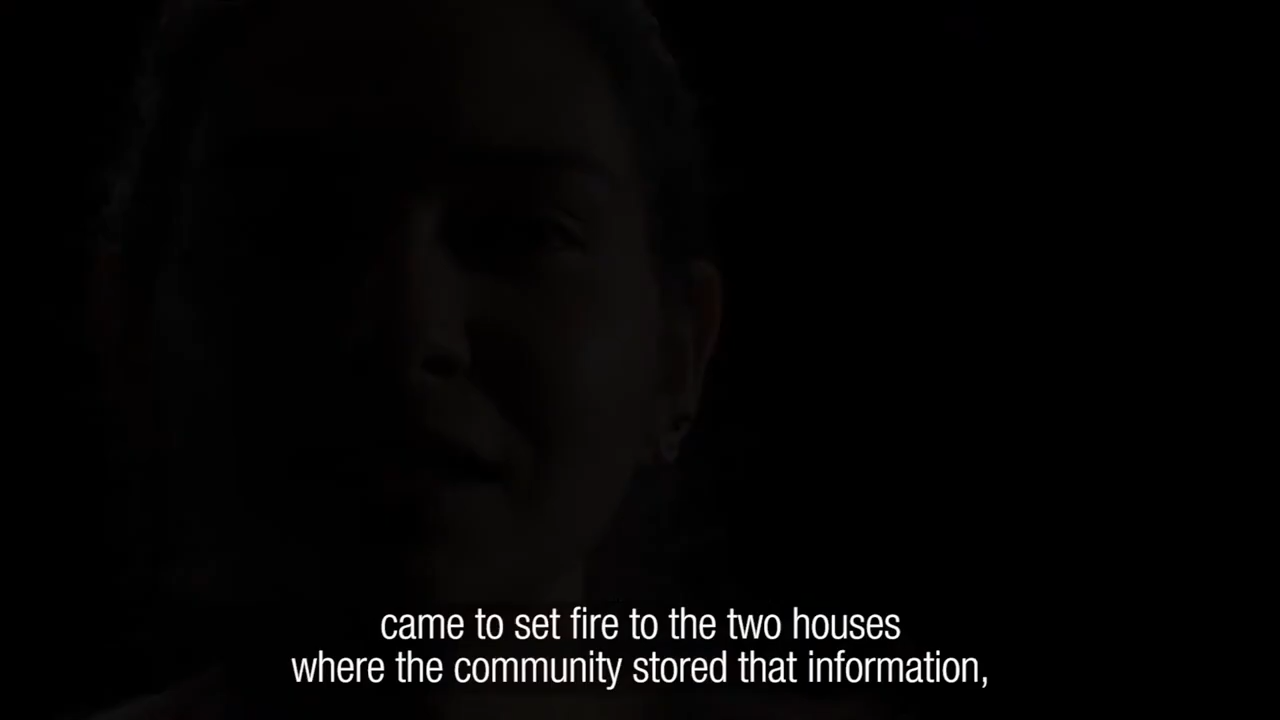 came to set fire to the two houses
where the community stored that information,